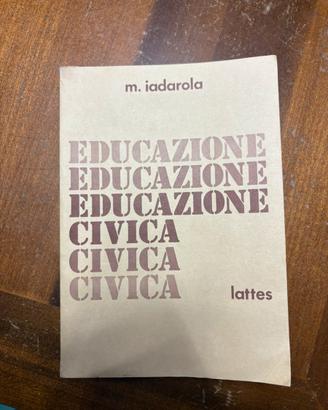 m. iadarola
EDUCAZIONE
EDUCAZIONE
EDUCAZIONE
CIVICA
CIVICA
CIVICA
lattes